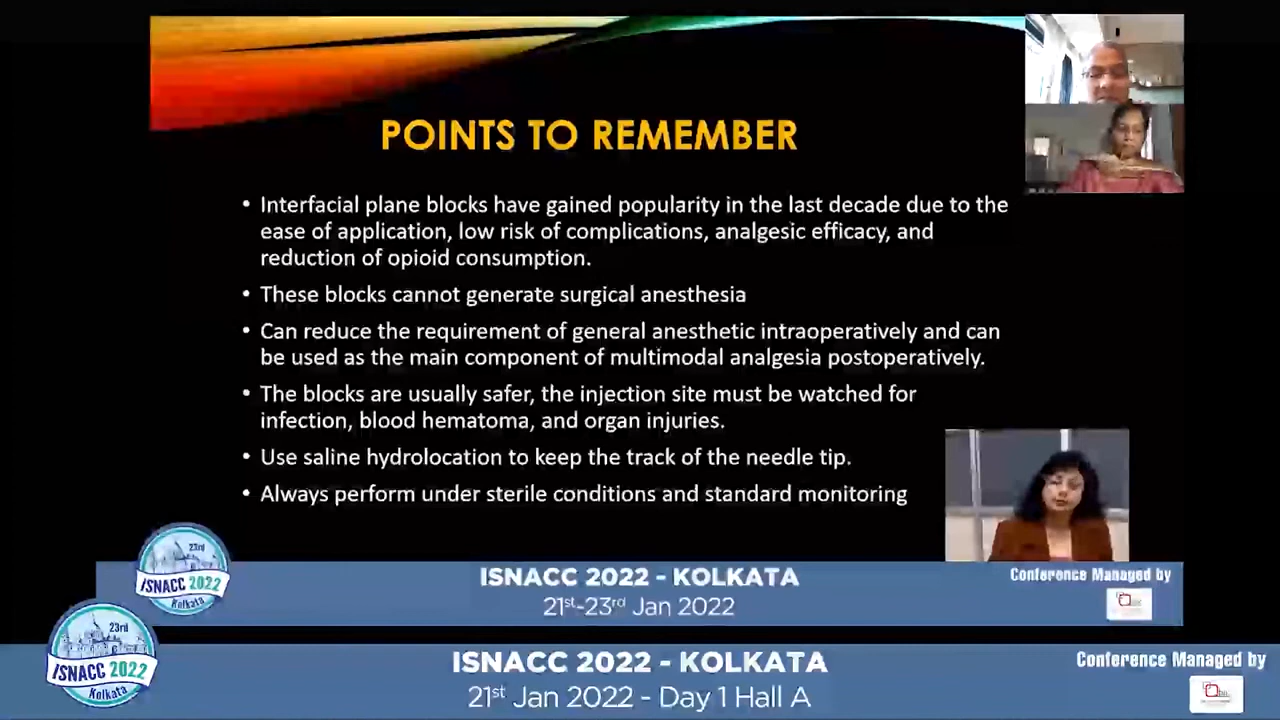 POINTS TO REMEMBER
• Interfacial plane blocks have gained popularity in the last decade due to the
ease of application, low risk of complications, analgesic efficacy, and
reduction of opioid consumption.
• These blocks cannot generate surgical anesthesia
• Can reduce the requirement of general anesthetic intraoperatively and can
be used as the main component of multimodal analgesia postoperatively.
• The blocks are usually safer, the injection site must be watched for
infection, blood hematoma, and organ injuries.
• Use saline hydrolocation to keep the track of the needle tip.
• Always perform under sterile conditions and standard monitoring
23rd
ISNACC 2022
Kolkata
ISNACC 2022 - KOLKATA
21st-23rd Jan 2022
Conference Managed by
23rd
ISNACC 2022
Kolkata
ISNACC 2022 - KOLKATA
21st Jan 2022 - Day 1 Hall A
Conference Managed by